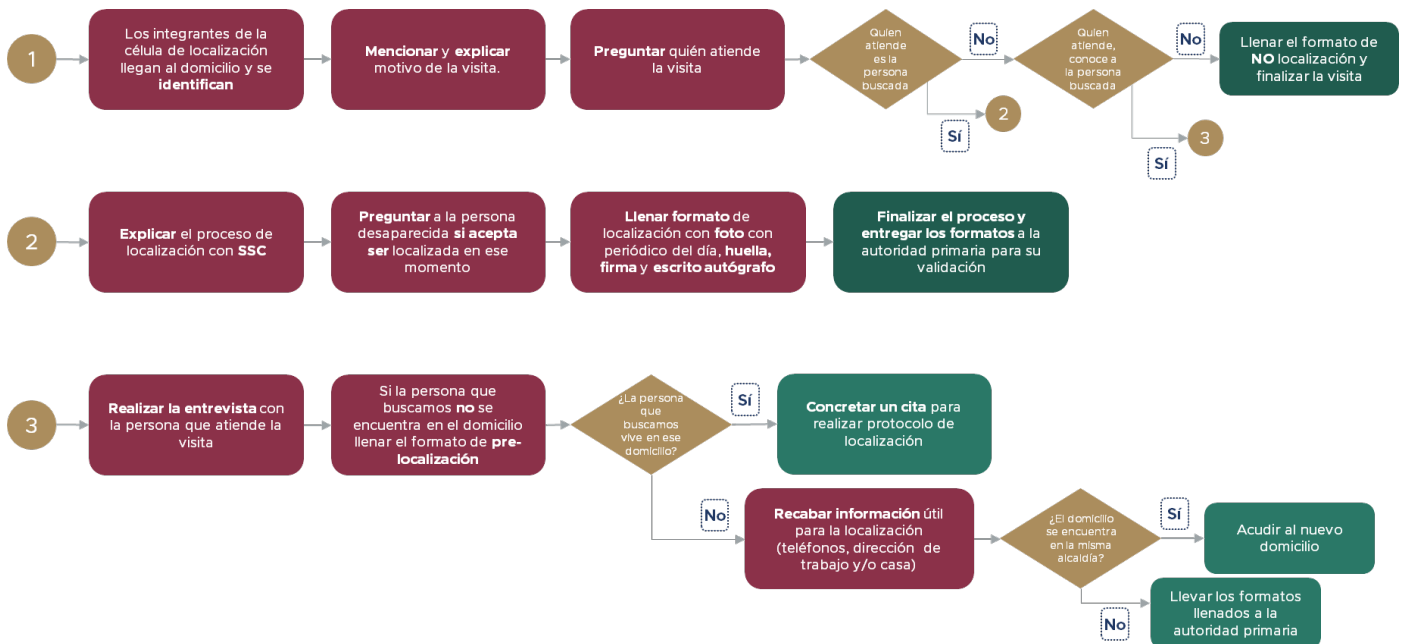 1
Los integrantes de la
célula de localización
llegan al domicilio y se
identifican
Mencionar y explicar
motivo de la visita.
Preguntar quién atiende
la visita
Quien
atiende
es la
persona
buscada
No
Sí
2
Quien
atiende,
conoce a
la persona
buscada
No
Sí
3
Llenar el formato de
NO localización y
finalizar la visita
2
Explicar el proceso de
localización con SSC
Preguntar a la persona
desaparecida si acepta
ser localizada en ese
momento
Llenar formato de
localización con foto con
periódico del día, huella,
firma y escrito autógrafo
Finalizar el proceso y
entregar los formatos a la
autoridad primaria para su
validación
3
Realizar la entrevista con
la persona que atiende la
visita
Si la persona que
buscamos no se
encuentra en el domicilio
llenar el formato de pre-
localización
¿La persona
que
buscamos
vive en ese
domicilio?
Sí
Concretar un cita para
realizar protocolo de
localización
No
Recabar información útil
para la localización
(teléfonos, dirección de
trabajo y/o casa)
¿El domicilio
se encuentra
en la misma
alcaldía?
Sí
Acudir al nuevo
domicilio
No
Llevar los formatos
llenados a la
autoridad primaria